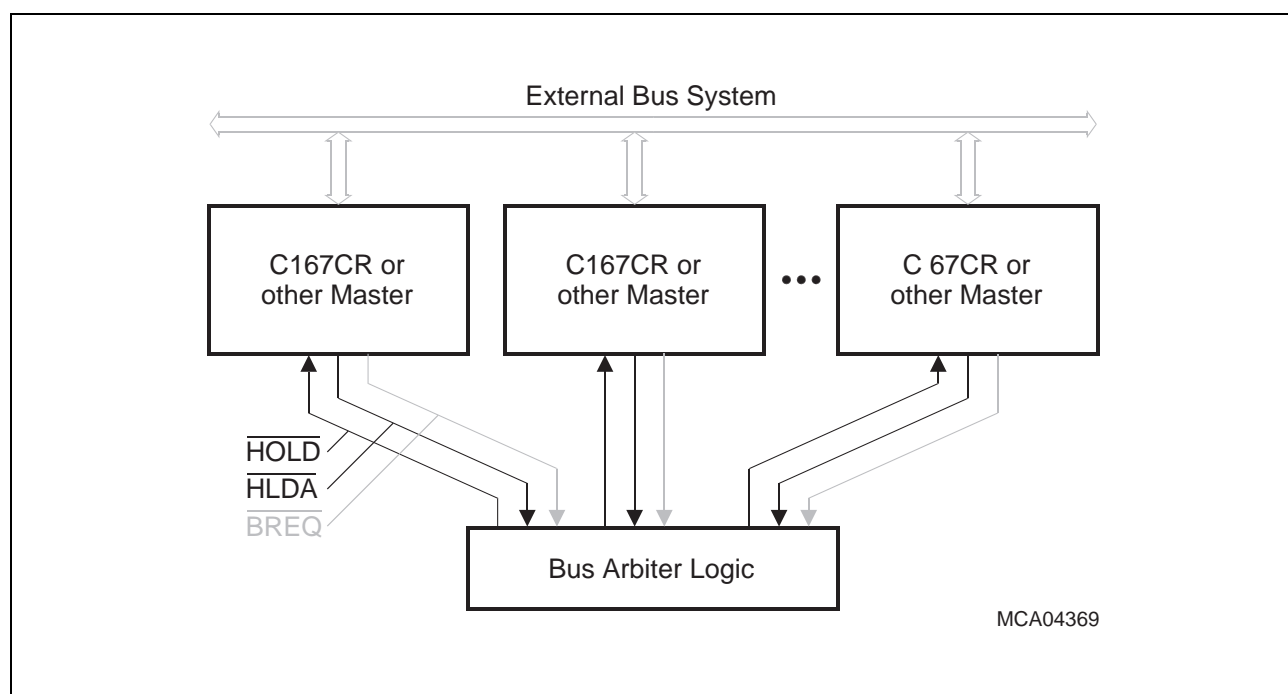 External Bus System
C167CR or
other Master
C167CR or
other Master
•••
C 67CR or
other Master
HOLD
HLDA
BREQ
Bus Arbiter Logic
MCA04369